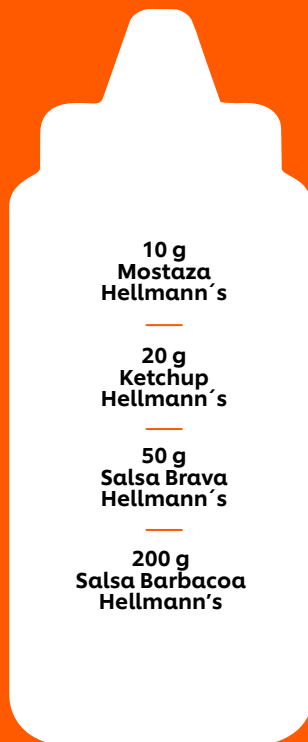 10 g
Mostaza
Hellmann´s
20 g
Ketchup
Hellmann´s
50 g
Salsa Brava
Hellmann´s
200 g
Salsa Barbacoa
Hellmann’s